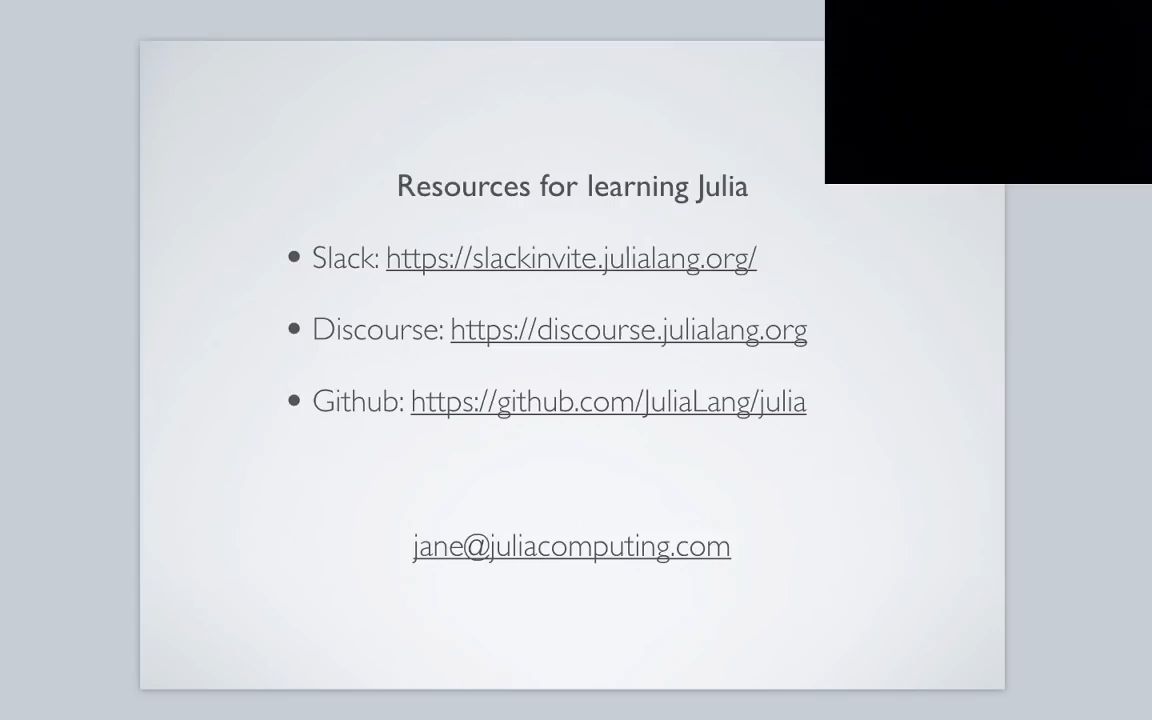 Resources for learning Julia
• Slack: https://slackinvite.julialang.org/
• Discourse: https://discourse.julialang.org
• Github: https://github.com/JuliaLang/julia
jane@juliacomputing.com